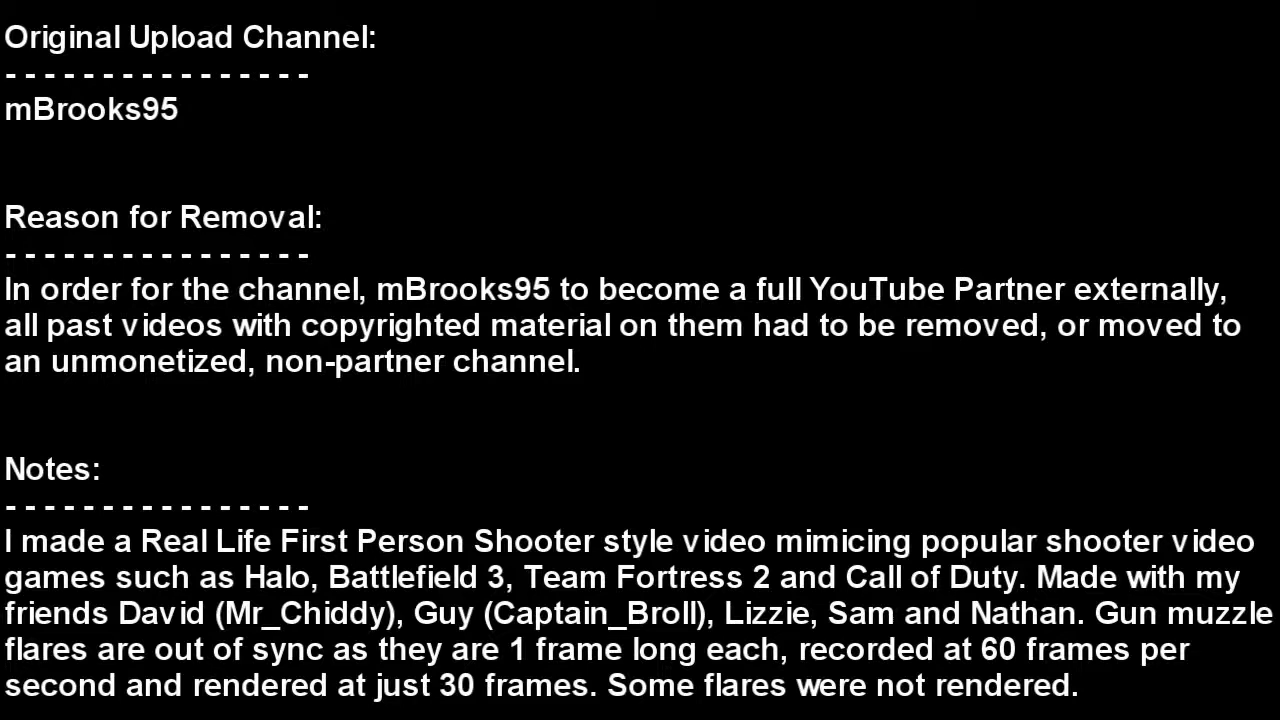 Original Upload Channel:
- - - - - - - - - - - - - - - -
mBrooks95
Reason for Removal:
- - - - - - - - - - - - - - - -
In order for the channel, mBrooks95 to become a full YouTube Partner externally,
all past videos with copyrighted material on them had to be removed, or moved to
an unmonetized, non-partner channel.
Notes:
- - - - - - - - - - - - - - - -
I made a Real Life First Person Shooter style video mimicing popular shooter video
games such as Halo, Battlefield 3, Team Fortress 2 and Call of Duty. Made with my
friends David (Mr_Chiddy), Guy (Captain_Broll), Lizzie, Sam and Nathan. Gun muzzle
flares are out of sync as they are 1 frame long each, recorded at 60 frames per
second and rendered at just 30 frames. Some flares were not rendered.